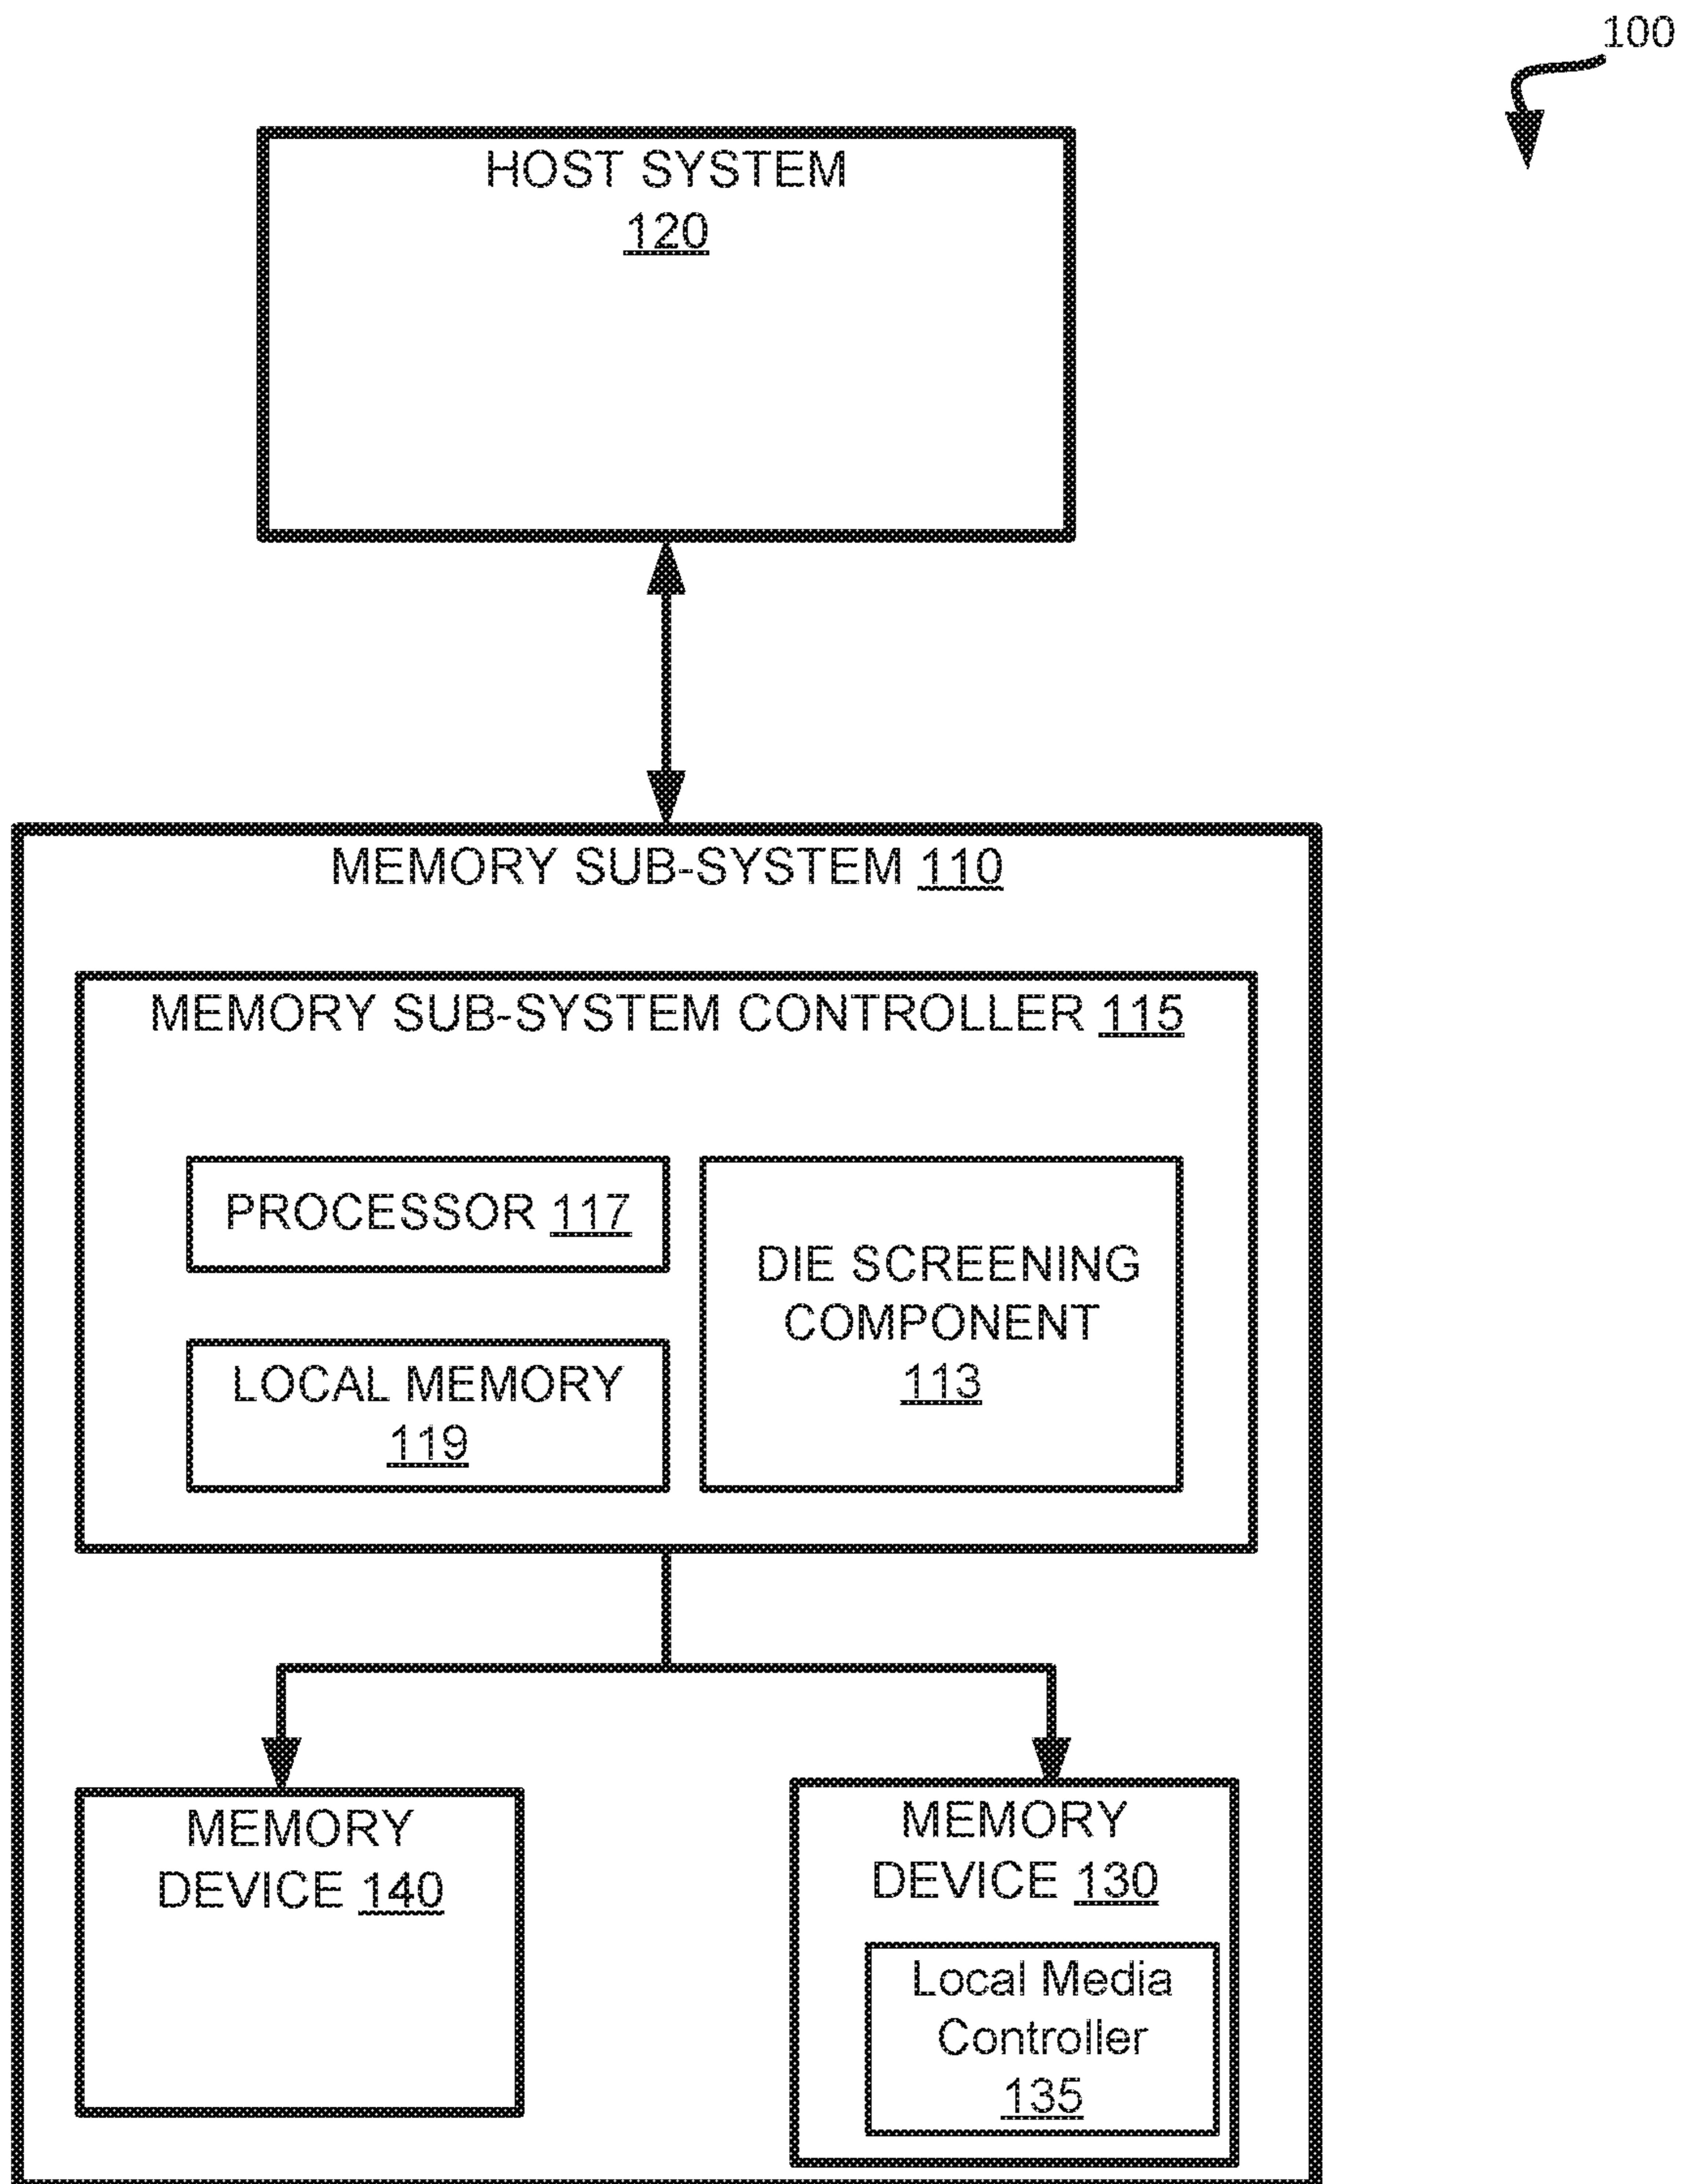 100
HOST SYSTEM
120
MEMORY SUB-SYSTEM 110
MEMORY SUB-SYSTEM CONTROLLER 115
PROCESSOR 117
DIE SCREENING
COMPONENT
113
LOCAL MEMORY
119
MEMORY
DEVICE 140
MEMORY
DEVICE 130
Local Media
Controller
135